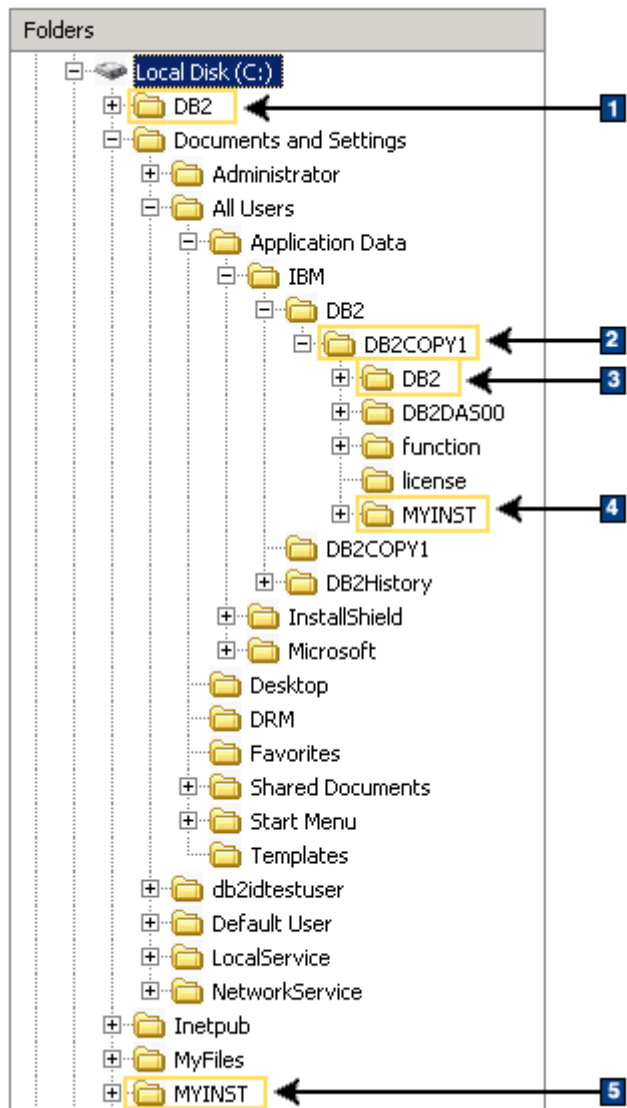 Folders
Local Disk (C:)
DB2 1
Documents and Settings
Administrator
All Users
Application Data
IBM
DB2
DB2COPY1 2
DB2 3
DB2DAS00
function
license
MYINST 4
DB2COPY1
DB2History
InstallShield
Microsoft
Desktop
DRM
Favorites
Shared Documents
Start Menu
Templates
db2idtestuser
Default User
LocalService
NetworkService
Inetpub
MyFiles
MYINST 5